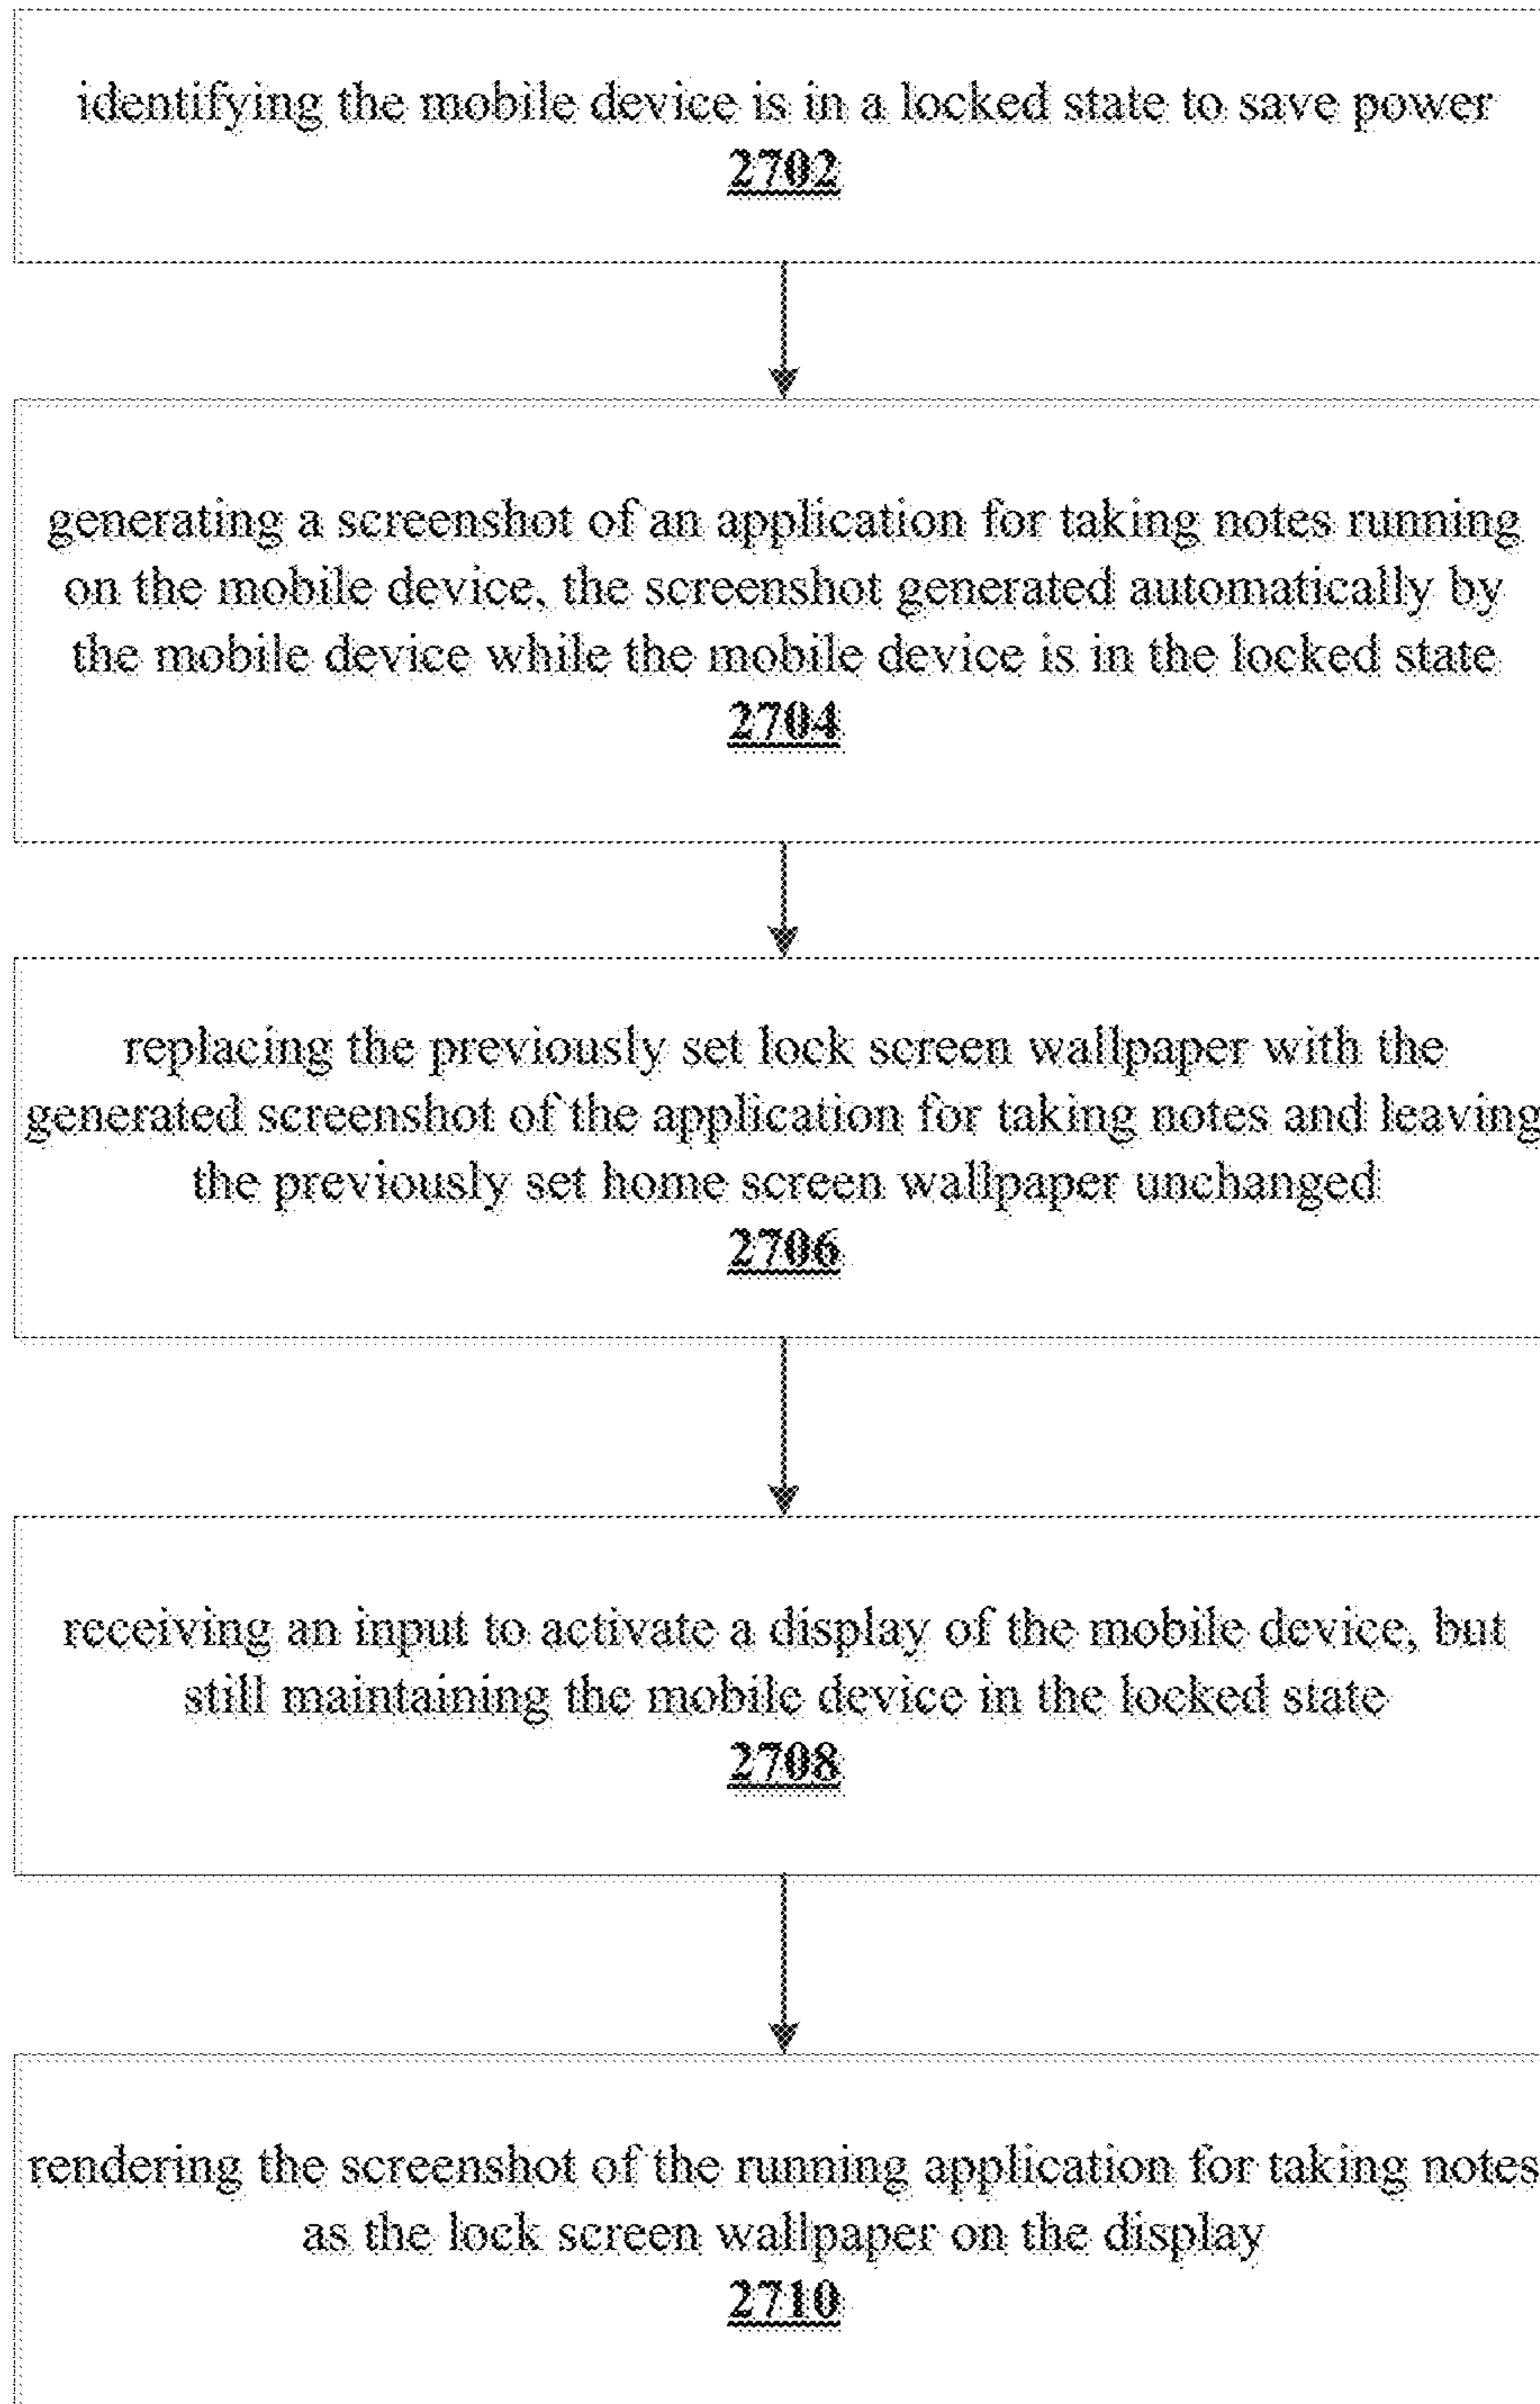 identifying the mobile device is in a locked state to save power
2702
generating a screenshot of an application for taking notes running
on the mobile device, the screenshot generated automatically by
the mobile device while the mobile device is in the locked state
2704
replacing the previously set lock screen wallpaper with the
generated screenshot of the application for taking notes and leaving
the previously set home screen wallpaper unchanged
2706
receiving an input to activate a display of the mobile device, but
still maintaining the mobile device in the locked state
2708
rendering the screenshot of the running application for taking notes
as the lock screen wallpaper on the display
2710